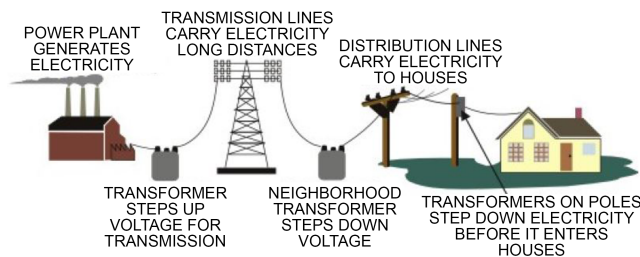 POWER PLANT
GENERATES
ELECTRICITY
TRANSMISSION LINES
CARRY ELECTRICITY
LONG DISTANCES
DISTRIBUTION LINES
CARRY ELECTRICITY
TO HOUSES
TRANSFORMER
STEPS UP
VOLTAGE FOR
TRANSMISSION
NEIGHBORHOOD
TRANSFORMER
STEPS DOWN
VOLTAGE
TRANSFORMERS ON POLES
STEP DOWN ELECTRICITY
BEFORE IT ENTERS
HOUSES